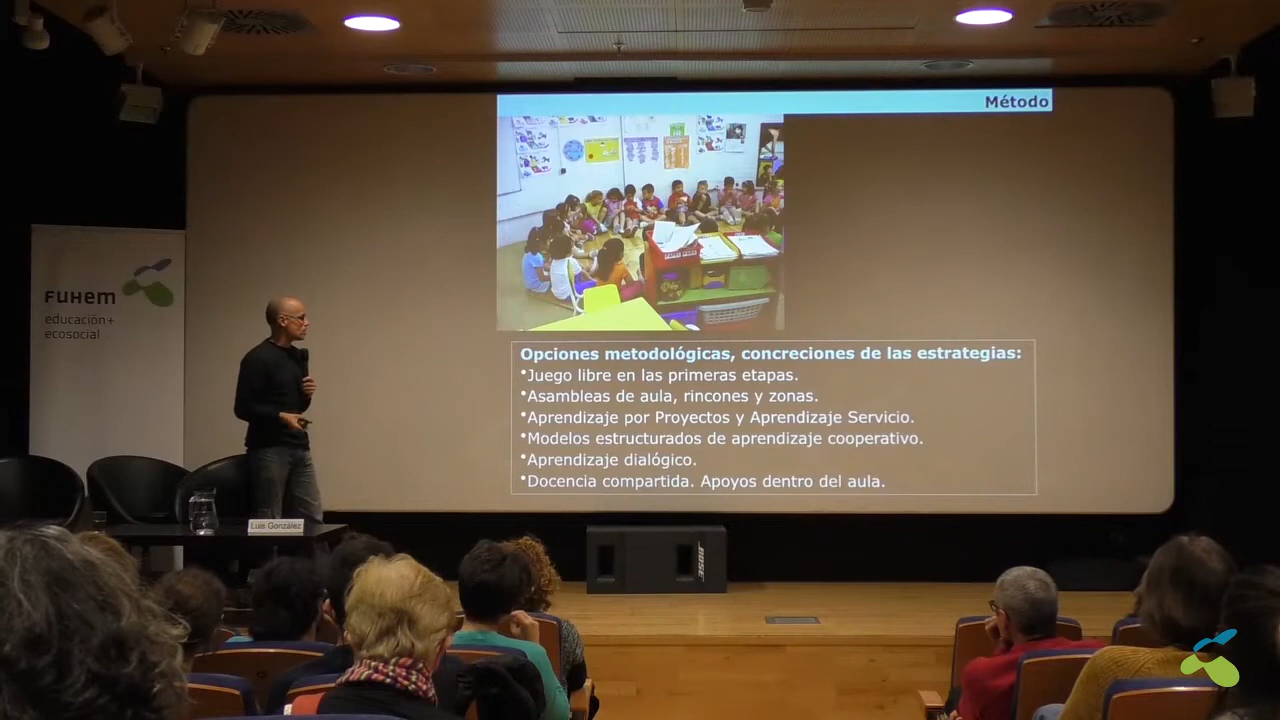 Método
FUHem
educación+
ecosocial
Opciones metodológicas, concreciones de las estrategias:
•Juego libre en las primeras etapas.
•Asambleas de aula, rincones y zonas.
•Aprendizaje por Proyectos y Aprendizaje Servicio.
•Modelos estructurados de aprendizaje cooperativo.
•Aprendizaje dialógico.
•Docencia compartida. Apoyos dentro del aula.
Luis González
BOSE